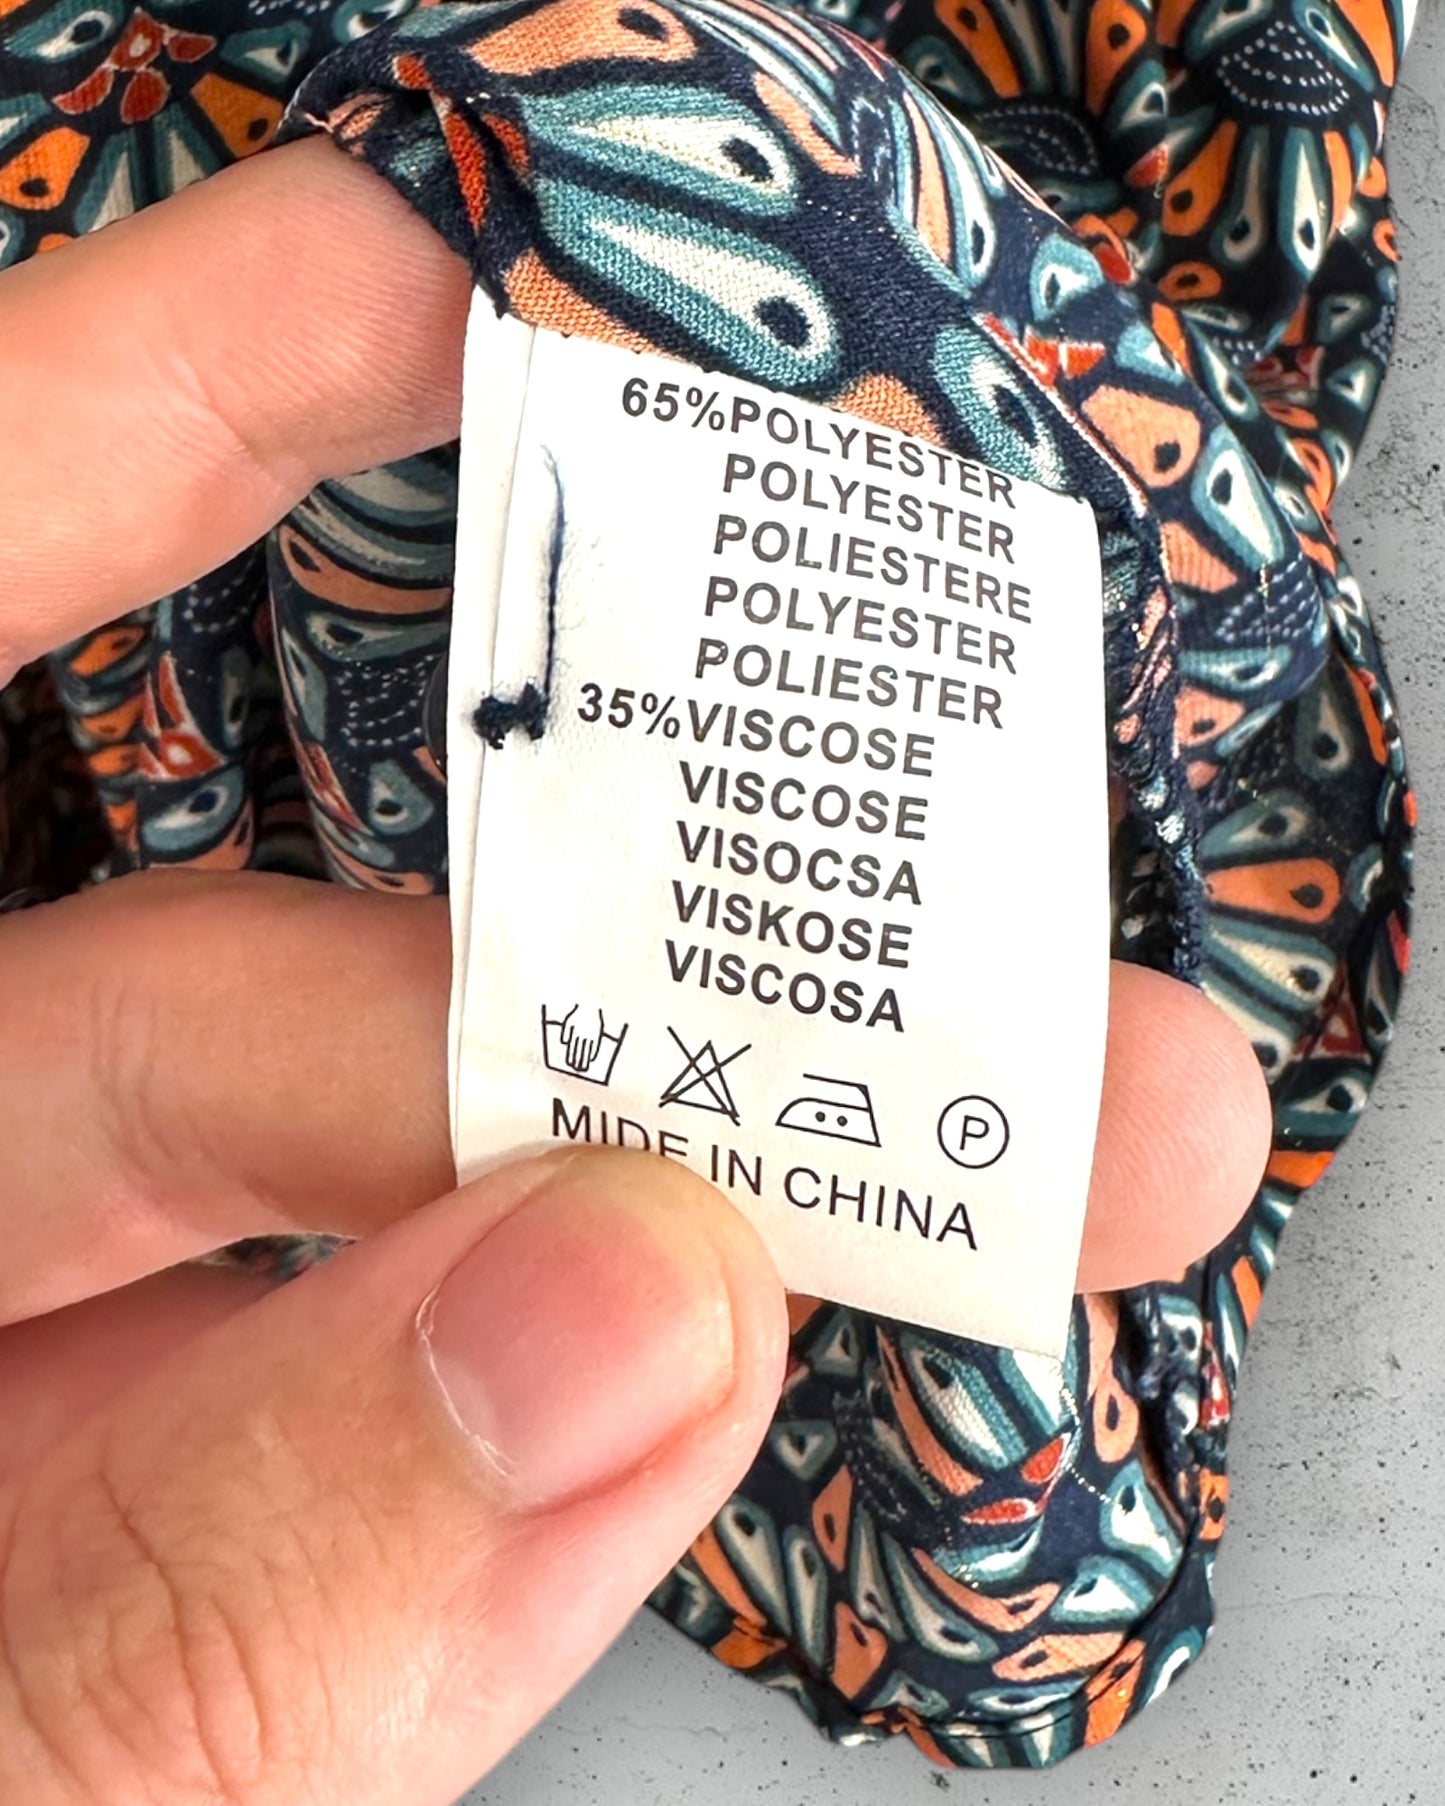 65%POLYESTER
POLYESTER
POLIESTERE
POLYESTER
POLIESTER
35%VISCOSE
VISCOSE
VISOCSA
VISKOSE
VISCOSA
P
MIDE IN CHINA